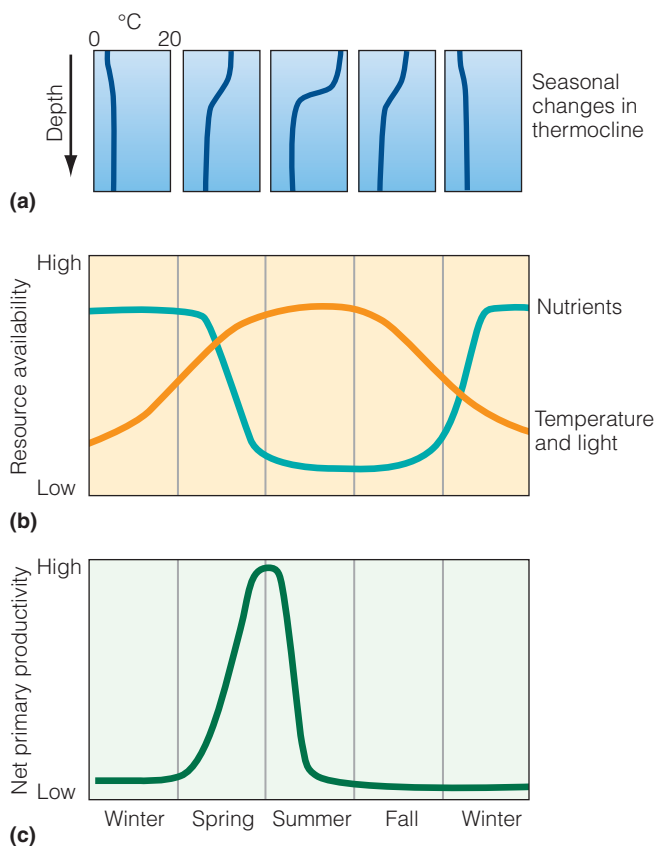 °C
0 20
Depth
Seasonal
changes in
thermocline
(a)
High
Resource availability
Nutrients
Temperature
and light
Low
(b)
High
Net primary productivity
Low
Winter Spring Summer Fall Winter
(c)